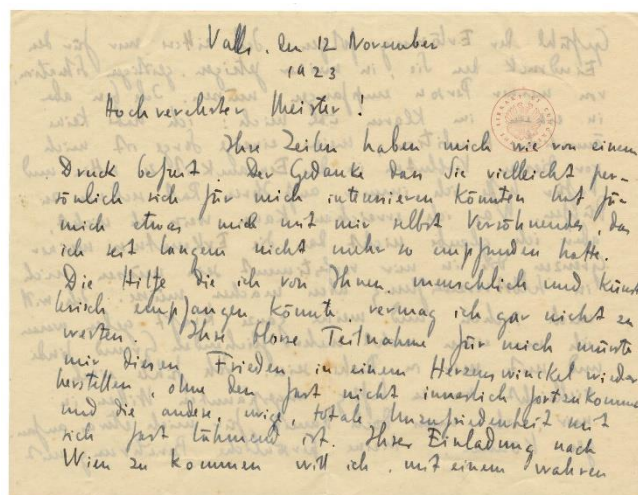 Valls, den 12 November
1923
Hochverehrter Meister!
Ihre Zeilen haben mich wie von einem
Druck befreit. Der Gedanke dass Sie vielleicht per-
sönlich sich für mich interessieren könnten hat für
mich etwas mich mit mir selbst Versöhnendes, das
ich seit langem nicht mehr so empfunden hatte.
Die Hilfe die ich von Ihnen, menschlich und künst
lerisch empfangen könnte, vermag ich gar nicht zu
werten. Ihre blosse Teilnahme für mich müsste
mir diesen Frieden in einem Herzenswinckel wieder
herstellen, ohne den fast nicht innerlich fortzukommen
und die andere, ewige, totale Unzufriedenheit mit
sich fast lähmend ist. Ihrer Einladung nach
Wien zu kommen will ich, mit einem wahren